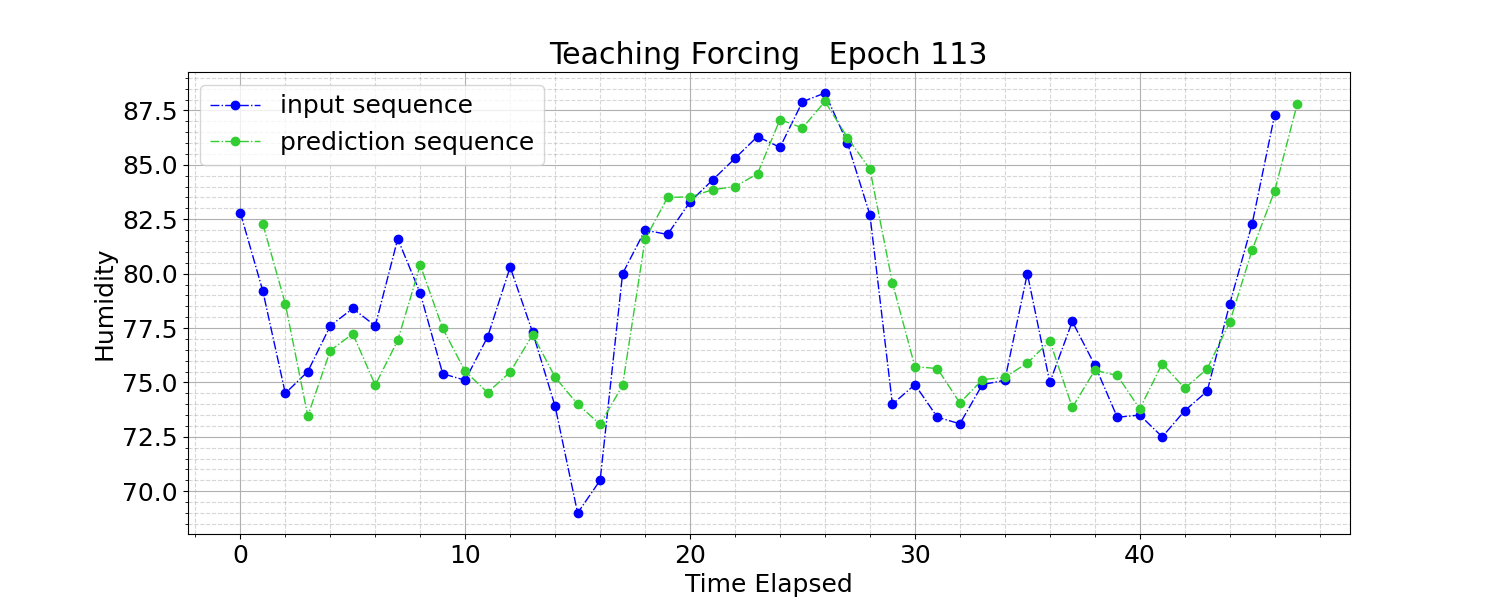 Teaching Forcing   Epoch 113
input sequence
prediction sequence
87.5
85.0
82.5
80.0
77.5
75.0
72.5
70.0
Humidity
0 10 20 30 40
Time Elapsed